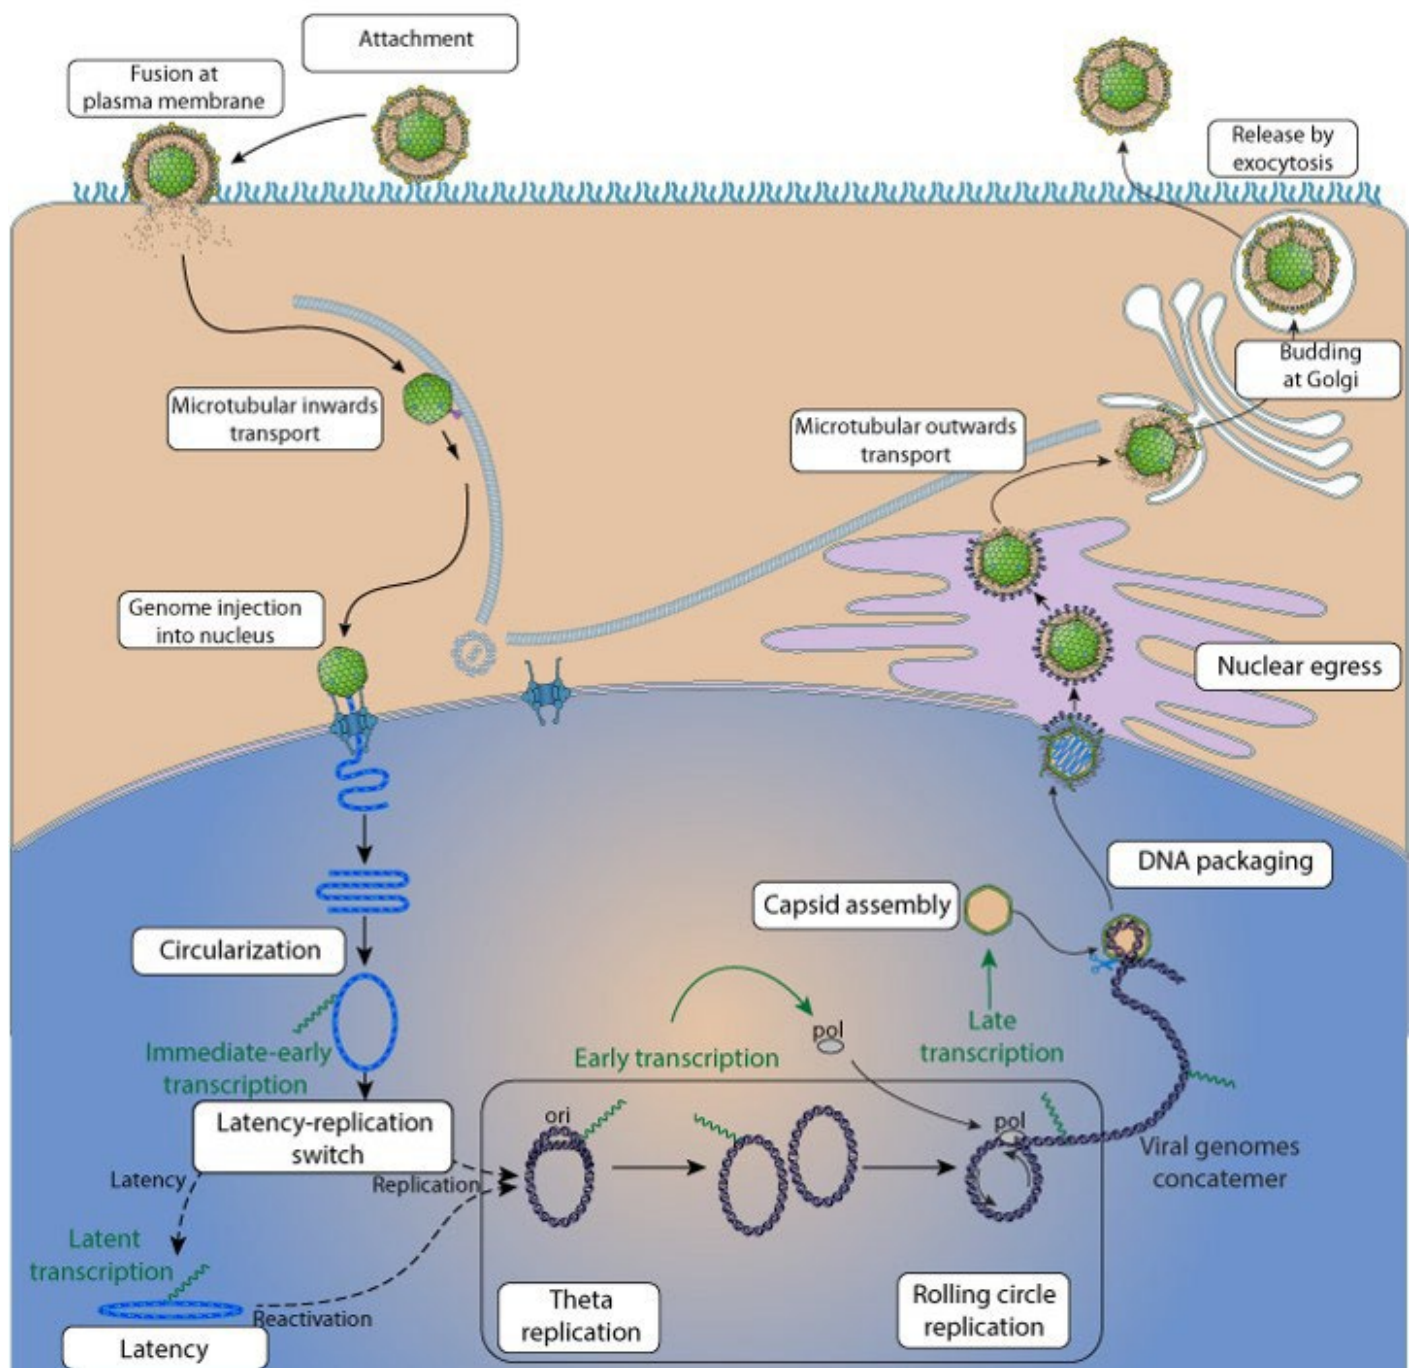 Attachment
Fusion at
plasma membrane
Release by
exocytosis
Budding
at Golgi
Microtubular inwards
transport
Microtubular outwards
transport
Genome injection
into nucleus
Nuclear egress
DNA packaging
Capsid assembly
Circularization
Immediate-early
transcription
Early transcription
pol
Late
transcription
Latency-replication
switch
ori
pol
Viral genomes
concatemer
Latency
Replication
Latent
transcription
Reactivation
Latency
Theta
replication
Rolling circle
replication